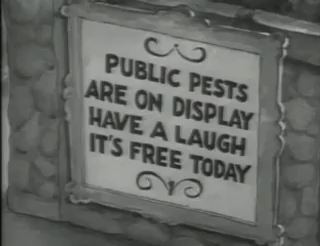 PUBLIC PESTS
ARE ON DISPLAY
HAVE A LAUGH
IT'S FREE TODAY